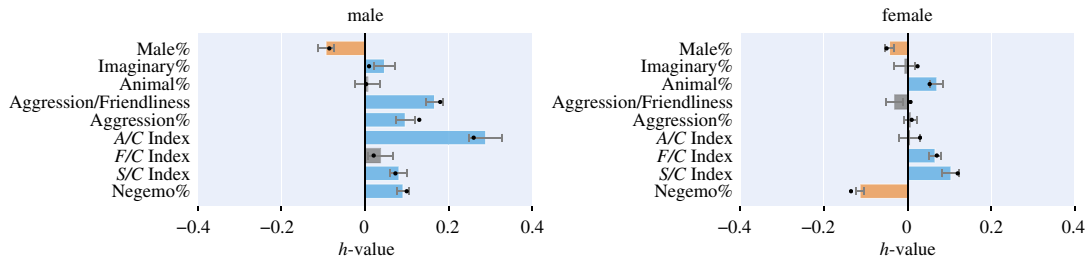 male
Male%
Imaginary%
Animal%
Aggression/Friendliness
Aggression%
A/C Index
F/C Index
S/C Index
Negemo%
−0.4 −0.2 0 0.2 0.4
h-value
female
Male%
Imaginary%
Animal%
Aggression/Friendliness
Aggression%
A/C Index
F/C Index
S/C Index
Negemo%
−0.4 −0.2 0 0.2 0.4
h-value